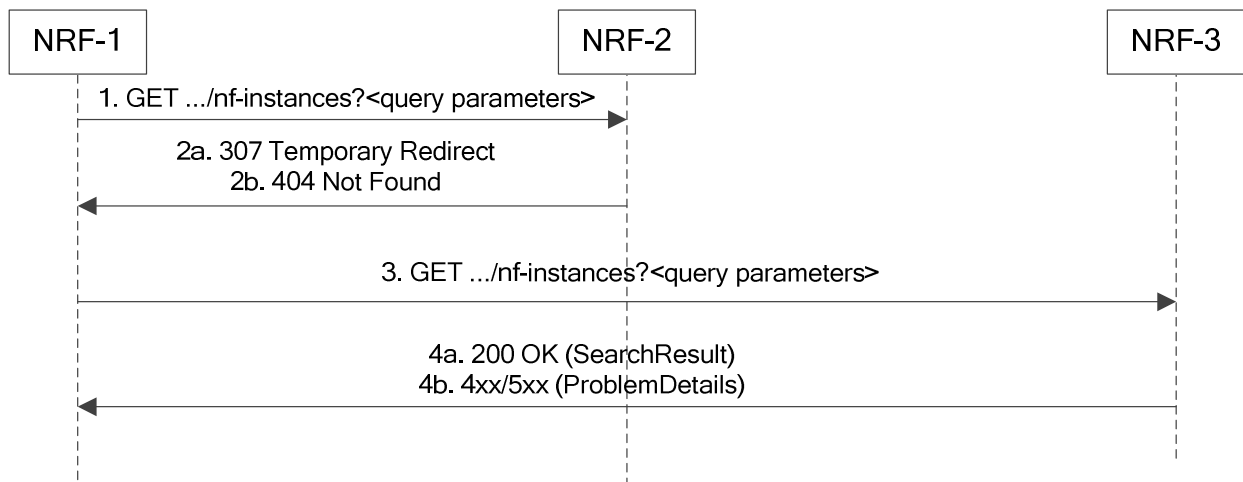 NRF-1
NRF-2
NRF-3
1. GET .../nf-instances?<query parameters>
2a. 307 Temporary Redirect
2b. 404 Not Found
3. GET .../nf-instances?<query parameters>
4a. 200 OK (SearchResult)
4b. 4xx/5xx (ProblemDetails)